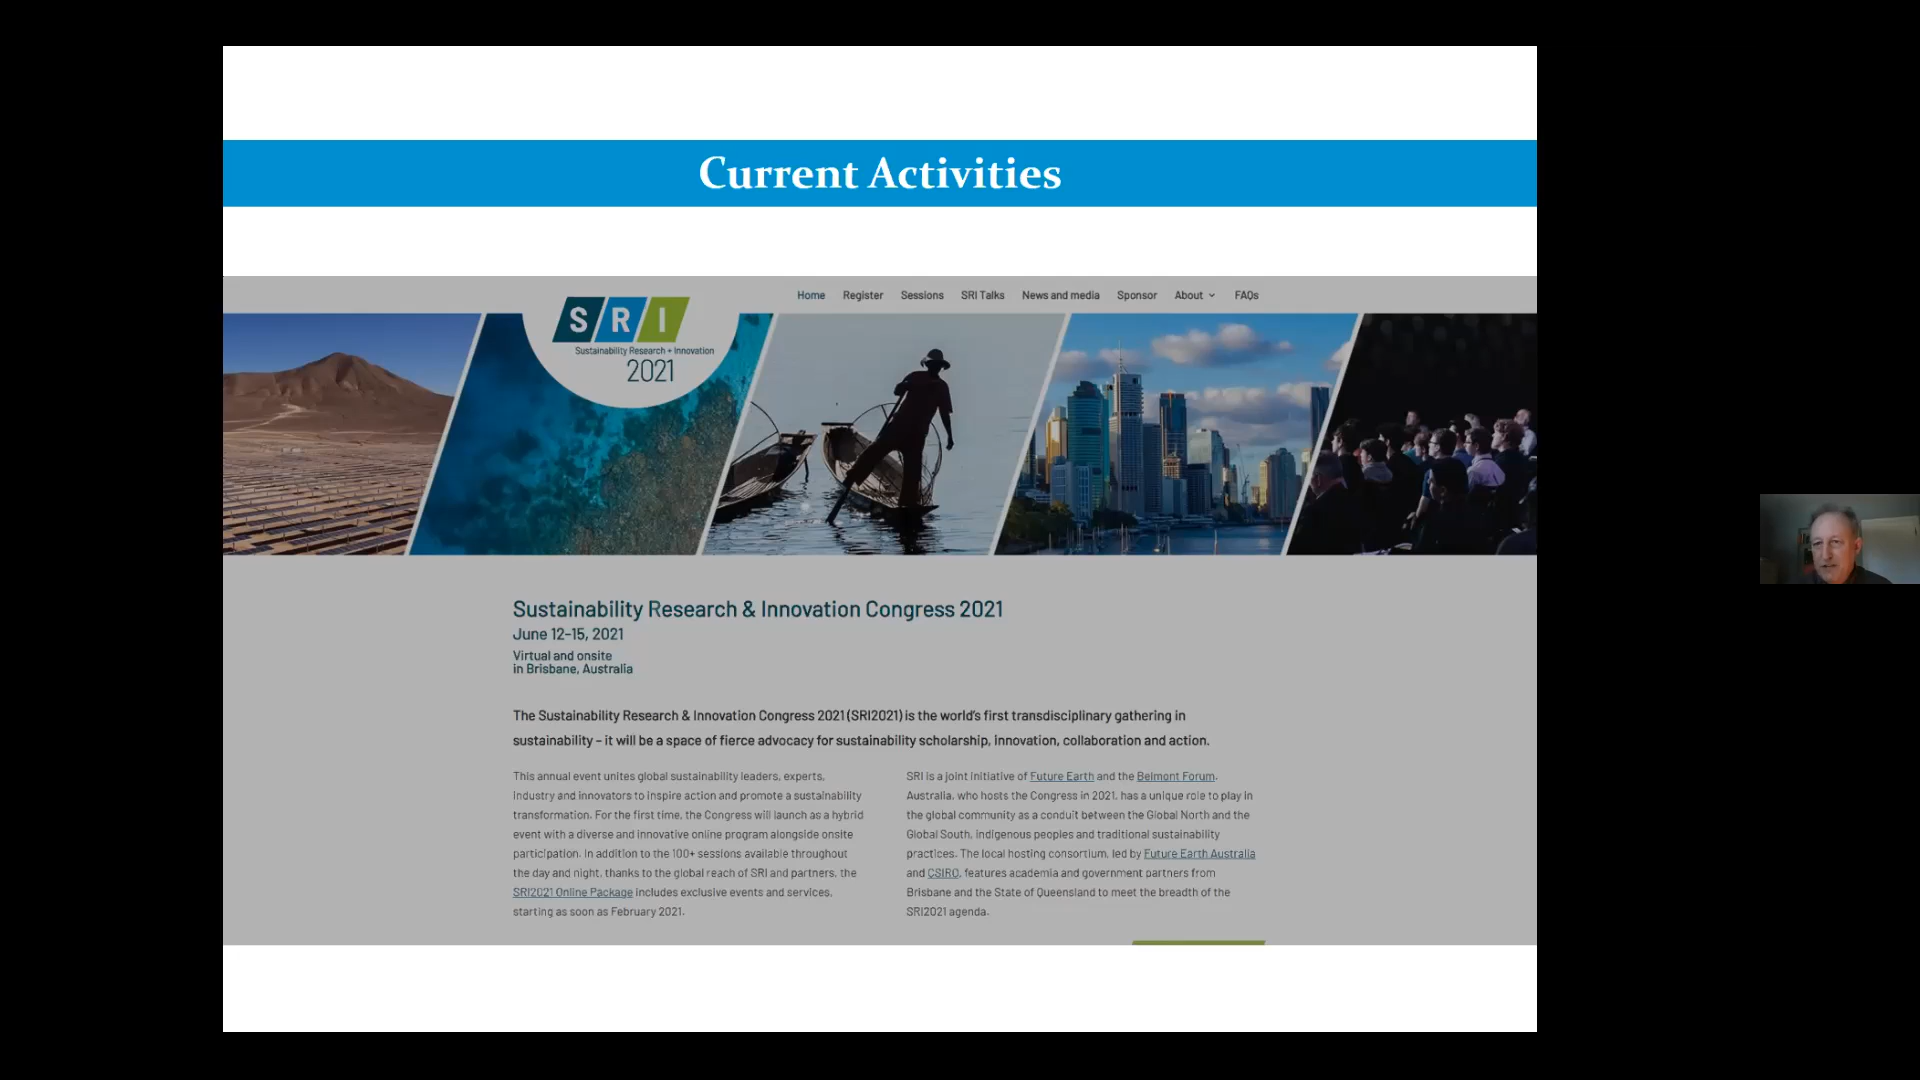 Current Activities
Home Register Sessions SRI Talks News and media Sponsor About FAQs
SRI
Sustainability Research + Innovation
2021
Sustainability Research & Innovation Congress 2021
June 12-15, 2021
Virtual and onsite
in Brisbane, Australia
The Sustainability Research & Innovation Congress 2021 (SRI2021) is the world's first transdisciplinary gathering in
sustainability – it will be a space of fierce advocacy for sustainability scholarship, innovation, collaboration and action.
This annual event unites global sustainability leaders, experts,
industry and innovators to inspire action and promote a sustainability
transformation. For the first time, the Congress will launch as a hybrid
event with a diverse and innovative online program alongside onsite
participation. In addition to the 100+ sessions available throughout
the day and night, thanks to the global reach of SRI and partners, the
SRI2021 Online Package includes exclusive events and services,
starting as soon as February 2021.
SRI is a joint initiative of Future Earth and the Belmont Forum.
Australia, who hosts the Congress in 2021, has a unique role to play in
the global community as a conduit between the Global North and the
Global South, indigenous peoples and traditional sustainability
practices. The local hosting consortium, led by Future Earth Australia
and CSIRO, features academia and government partners from
Brisbane and the State of Queensland to meet the breadth of the
SRI2021 agenda.